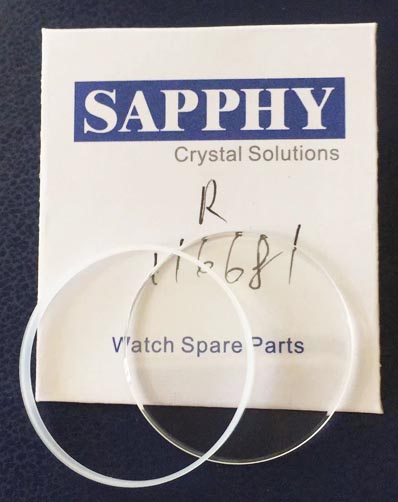 SAPPHY
Crystal Solutions
R
116681
Watch Spare Parts